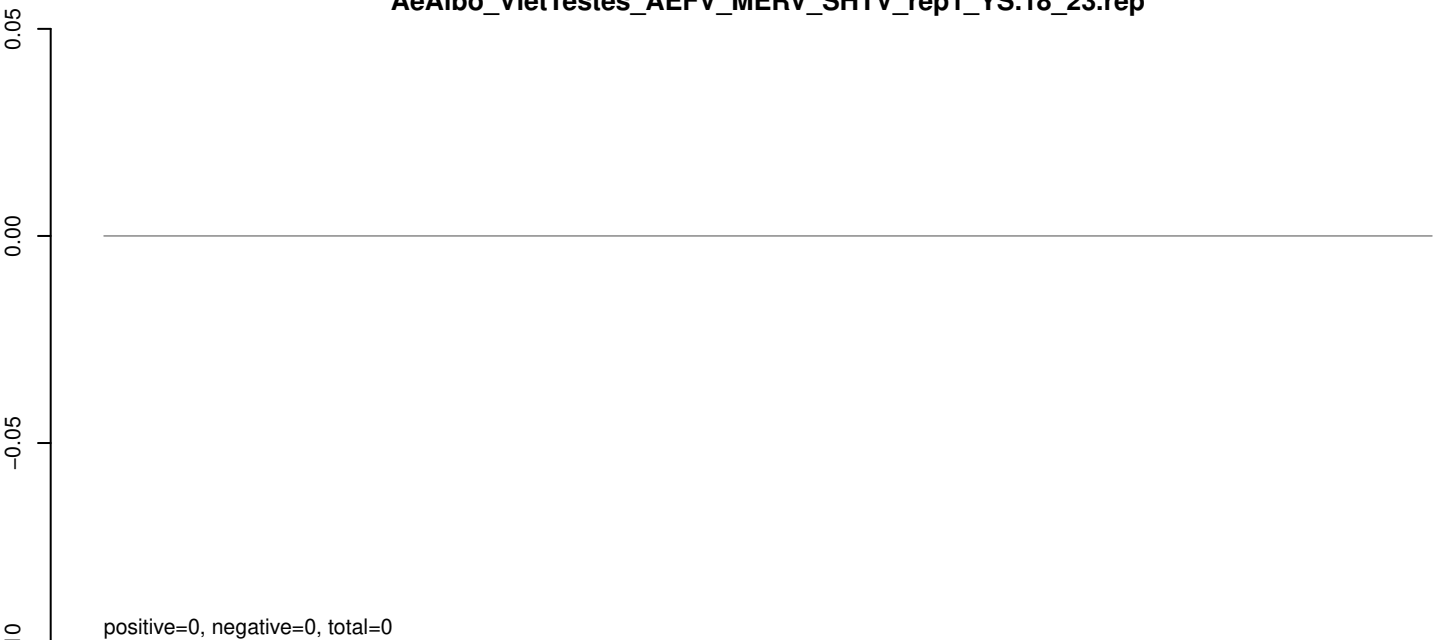 AeAlbo_VietTestes_AEFV_MERV_SHTV_rep1_YS.18_23.rep
0.05
0.00
−0.05
positive=0, negative=0, total=0